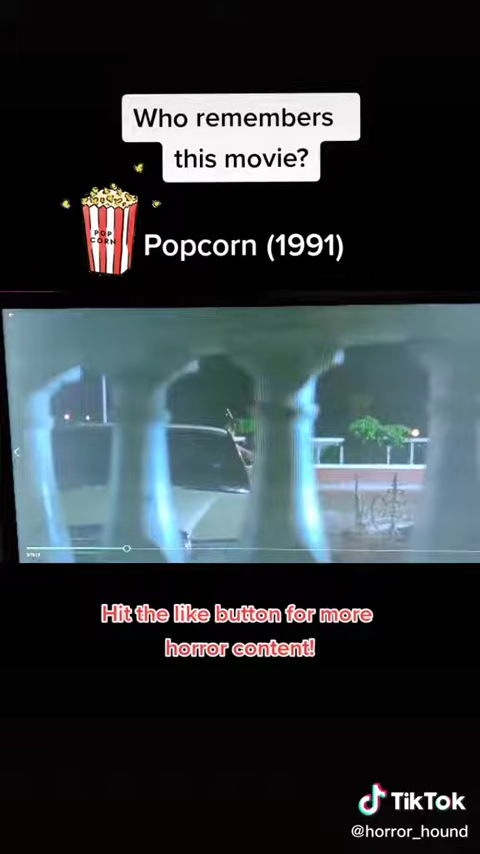 Who remembers
this movie?
POP
CORN
Popcorn (1991)
Hit the like button for more
horror content!
TikTok
@horror_hound